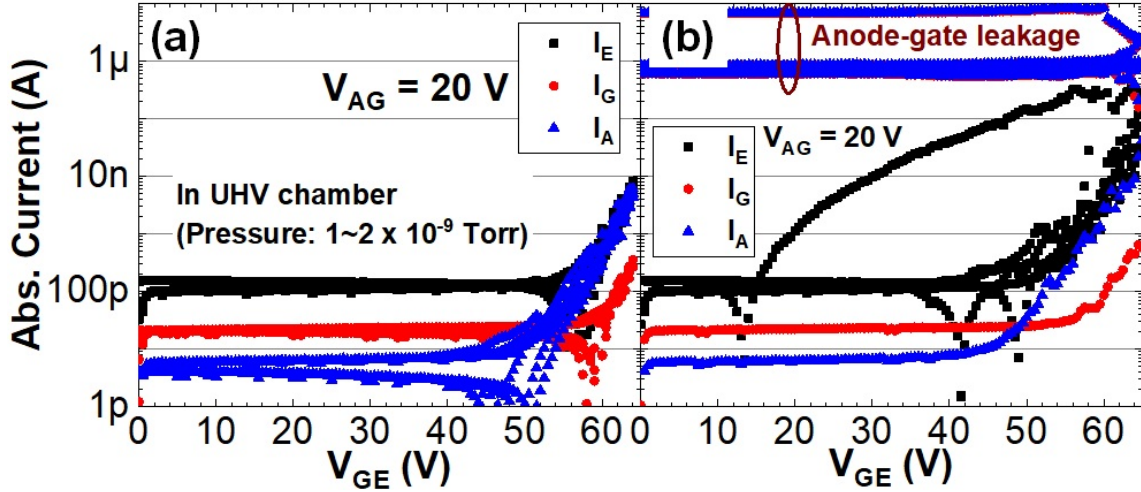 (a)
V_AG = 20 V
I_E
I_G
I_A
In UHV chamber
(Pressure: 1~2 x 10⁻⁹ Torr)
(b)
Anode-gate leakage
I_E
I_G
I_A
V_AG = 20 V
Abs. Current (A)
1µ
10n
100p
1p
0 10 20 30 40 50 60
V_GE (V)
0 10 20 30 40 50 60
V_GE (V)